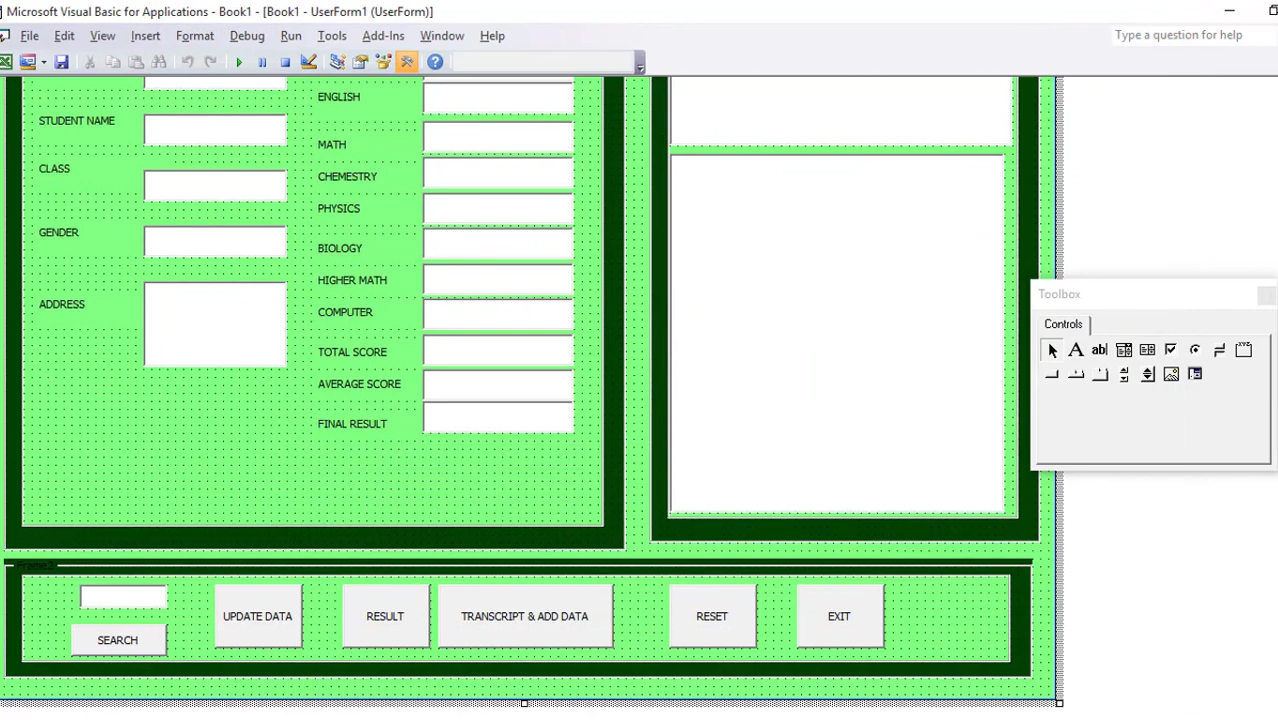 Microsoft Visual Basic for Applications - Book1 - [Book1 - UserForm1 (UserForm)]
File Edit View Insert Format Debug Run Tools Add-Ins Window Help Type a question for help
ENGLISH
STUDENT NAME
MATH
CLASS
CHEMESTRY
PHYSICS
GENDER
BIOLOGY
HIGHER MATH
ADDRESS
COMPUTER
TOTAL SCORE
AVERAGE SCORE
FINAL RESULT
Toolbox
Controls
A ab|
Frame2
UPDATE DATA RESULT TRANSCRIPT & ADD DATA RESET EXIT
SEARCH